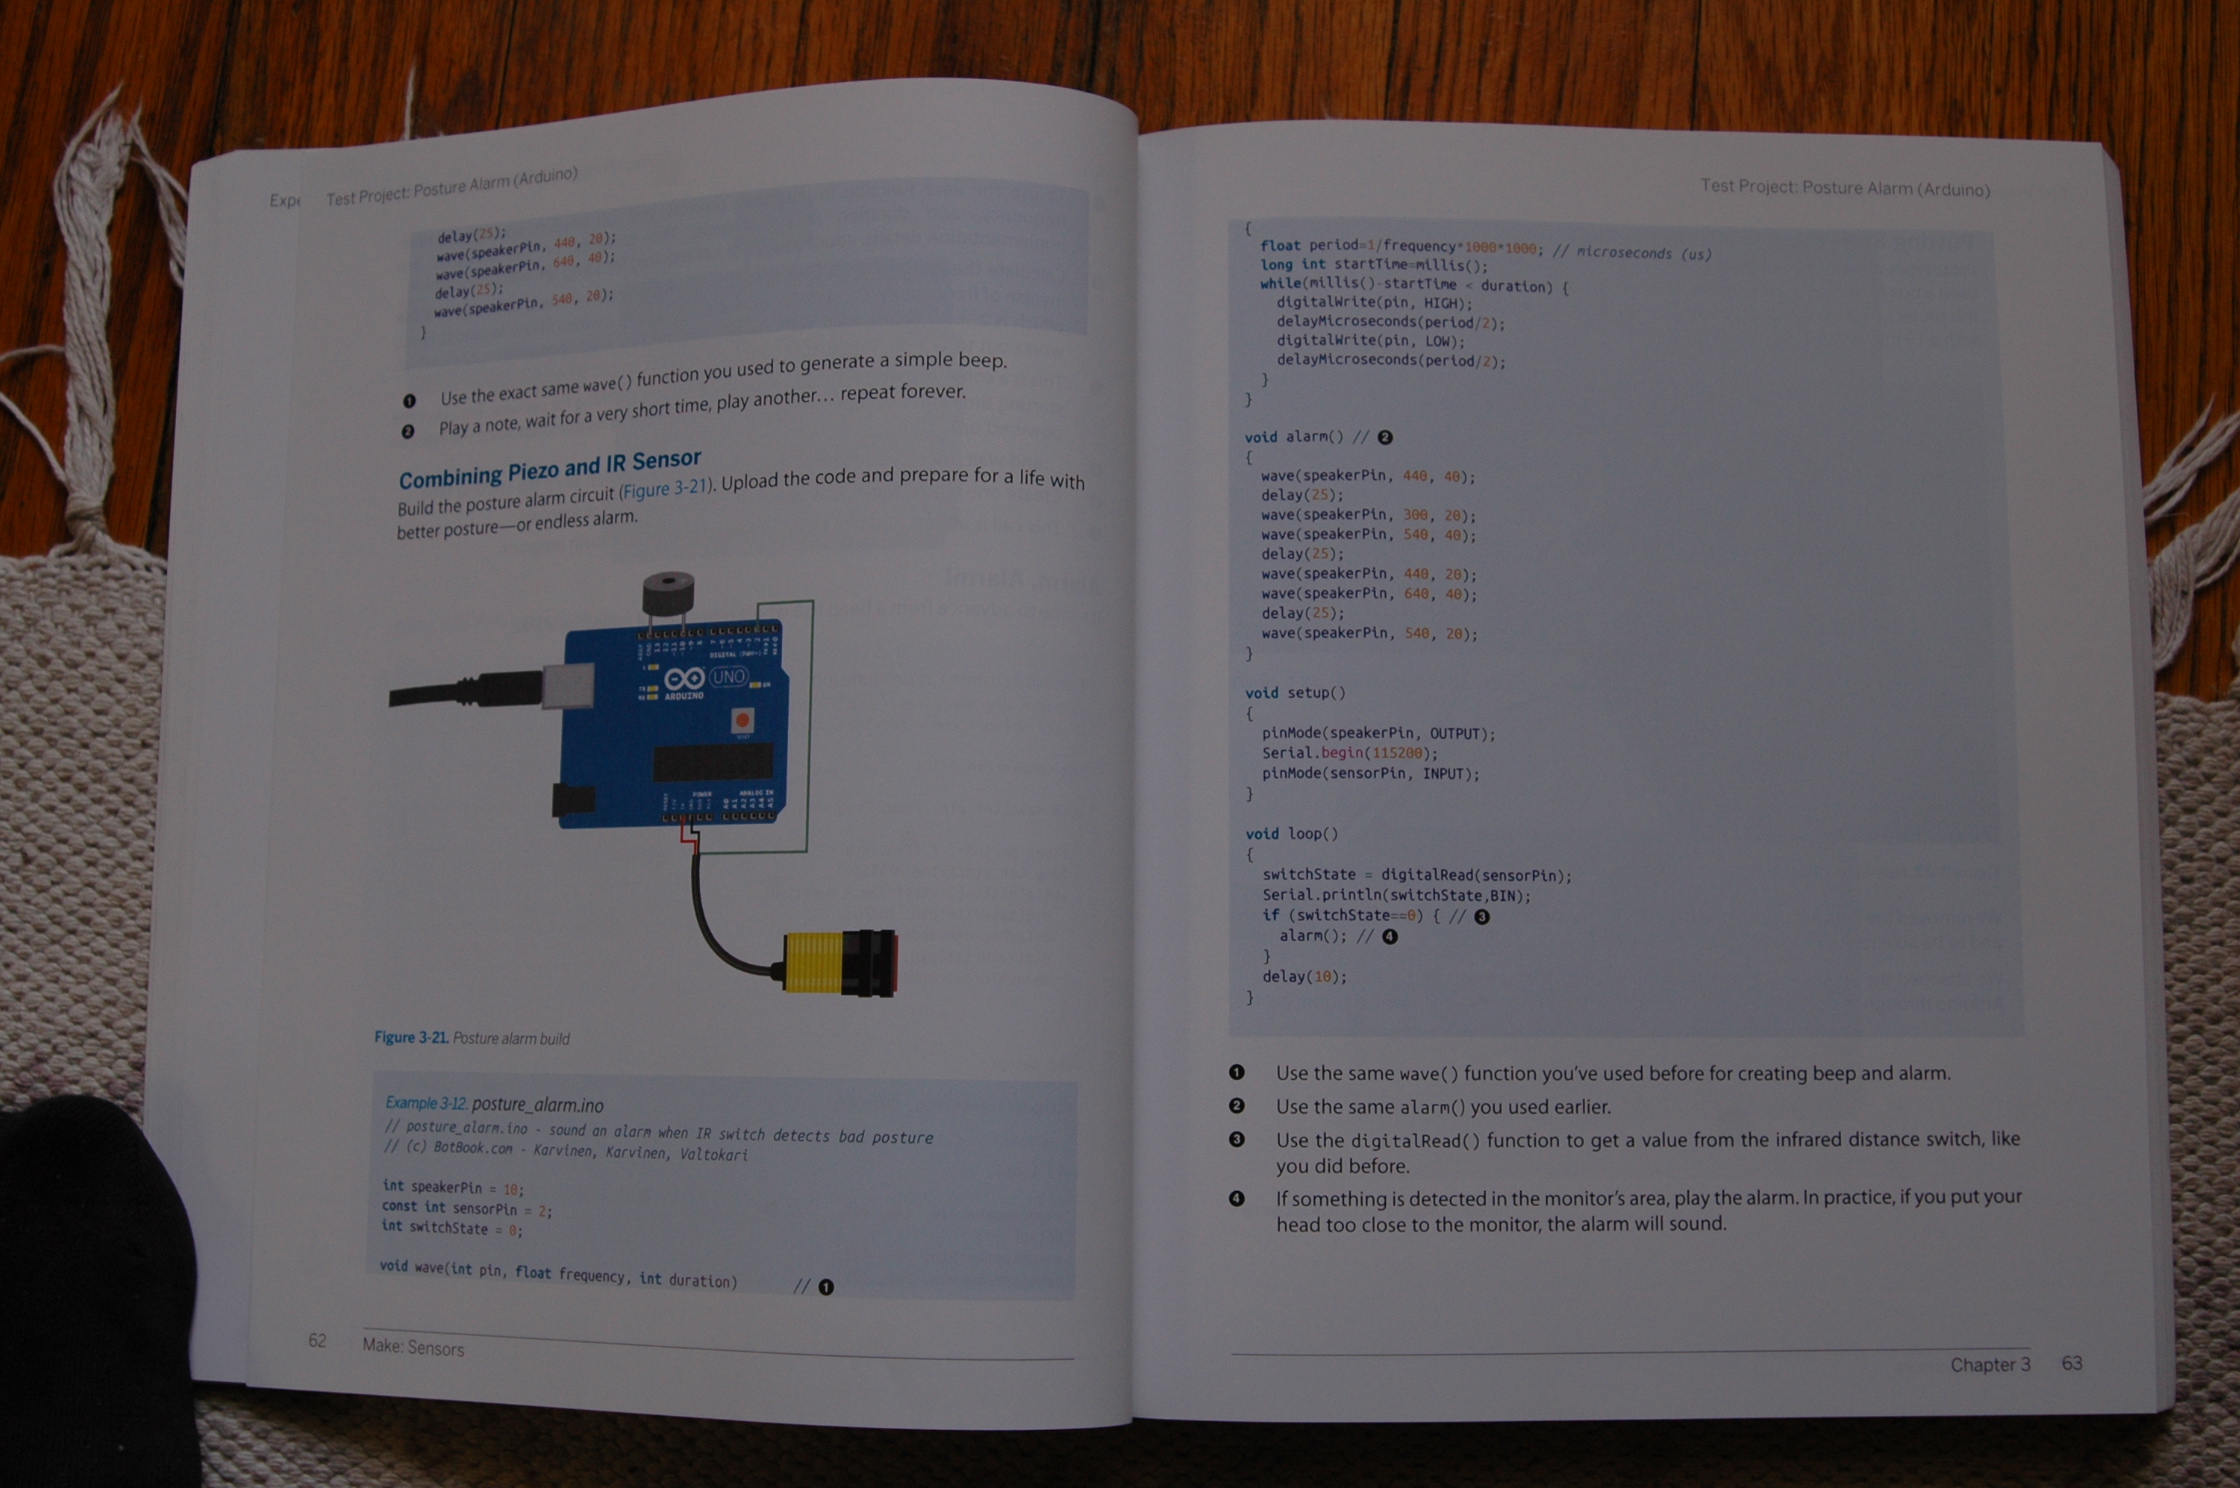 Expe
Test Project: Posture Alarm (Arduino)
delay(25);
wave(speakerPin, 440, 20);
wave(speakerPin, 640, 40);
delay(25);
wave(speakerPin, 540, 20);
}
❶ Use the exact same wave() function you used to generate a simple beep.
❷ Play a note, wait for a very short time, play another... repeat forever.
Combining Piezo and IR Sensor
Build the posture alarm circuit (Figure 3-21). Upload the code and prepare for a life with
better posture—or endless alarm.
UNO
ARDUINO
POWER
ANALOG IN
Figure 3-21. Posture alarm build
Example 3-12. posture_alarm.ino
// posture_alarm.ino - sound an alarm when IR switch detects bad posture
// (c) BotBook.com - Karvinen, Karvinen, Valtokari
int speakerPin = 10;
const int sensorPin = 2;
int switchState = 0;
void wave(int pin, float frequency, int duration) // ❶
62 Make: Sensors
Test Project: Posture Alarm (Arduino)
{
float period=1/frequency*1000*1000; // microseconds (us)
long int startTime=millis();
while(millis()-startTime < duration) {
digitalWrite(pin, HIGH);
delayMicroseconds(period/2);
digitalWrite(pin, LOW);
delayMicroseconds(period/2);
}
}
void alarm() // ❷
{
wave(speakerPin, 440, 40);
delay(25);
wave(speakerPin, 300, 20);
wave(speakerPin, 540, 40);
delay(25);
wave(speakerPin, 440, 20);
wave(speakerPin, 640, 40);
delay(25);
wave(speakerPin, 540, 20);
}
void setup()
{
pinMode(speakerPin, OUTPUT);
Serial.begin(115200);
pinMode(sensorPin, INPUT);
}
void loop()
{
switchState = digitalRead(sensorPin);
Serial.println(switchState,BIN);
if (switchState==0) { // ❸
alarm(); // ❹
}
delay(10);
}
❶ Use the same wave() function you've used before for creating beep and alarm.
❷ Use the same alarm() you used earlier.
❸ Use the digitalRead() function to get a value from the infrared distance switch, like
you did before.
❹ If something is detected in the monitor's area, play the alarm. In practice, if you put your
head too close to the monitor, the alarm will sound.
Chapter 3 63